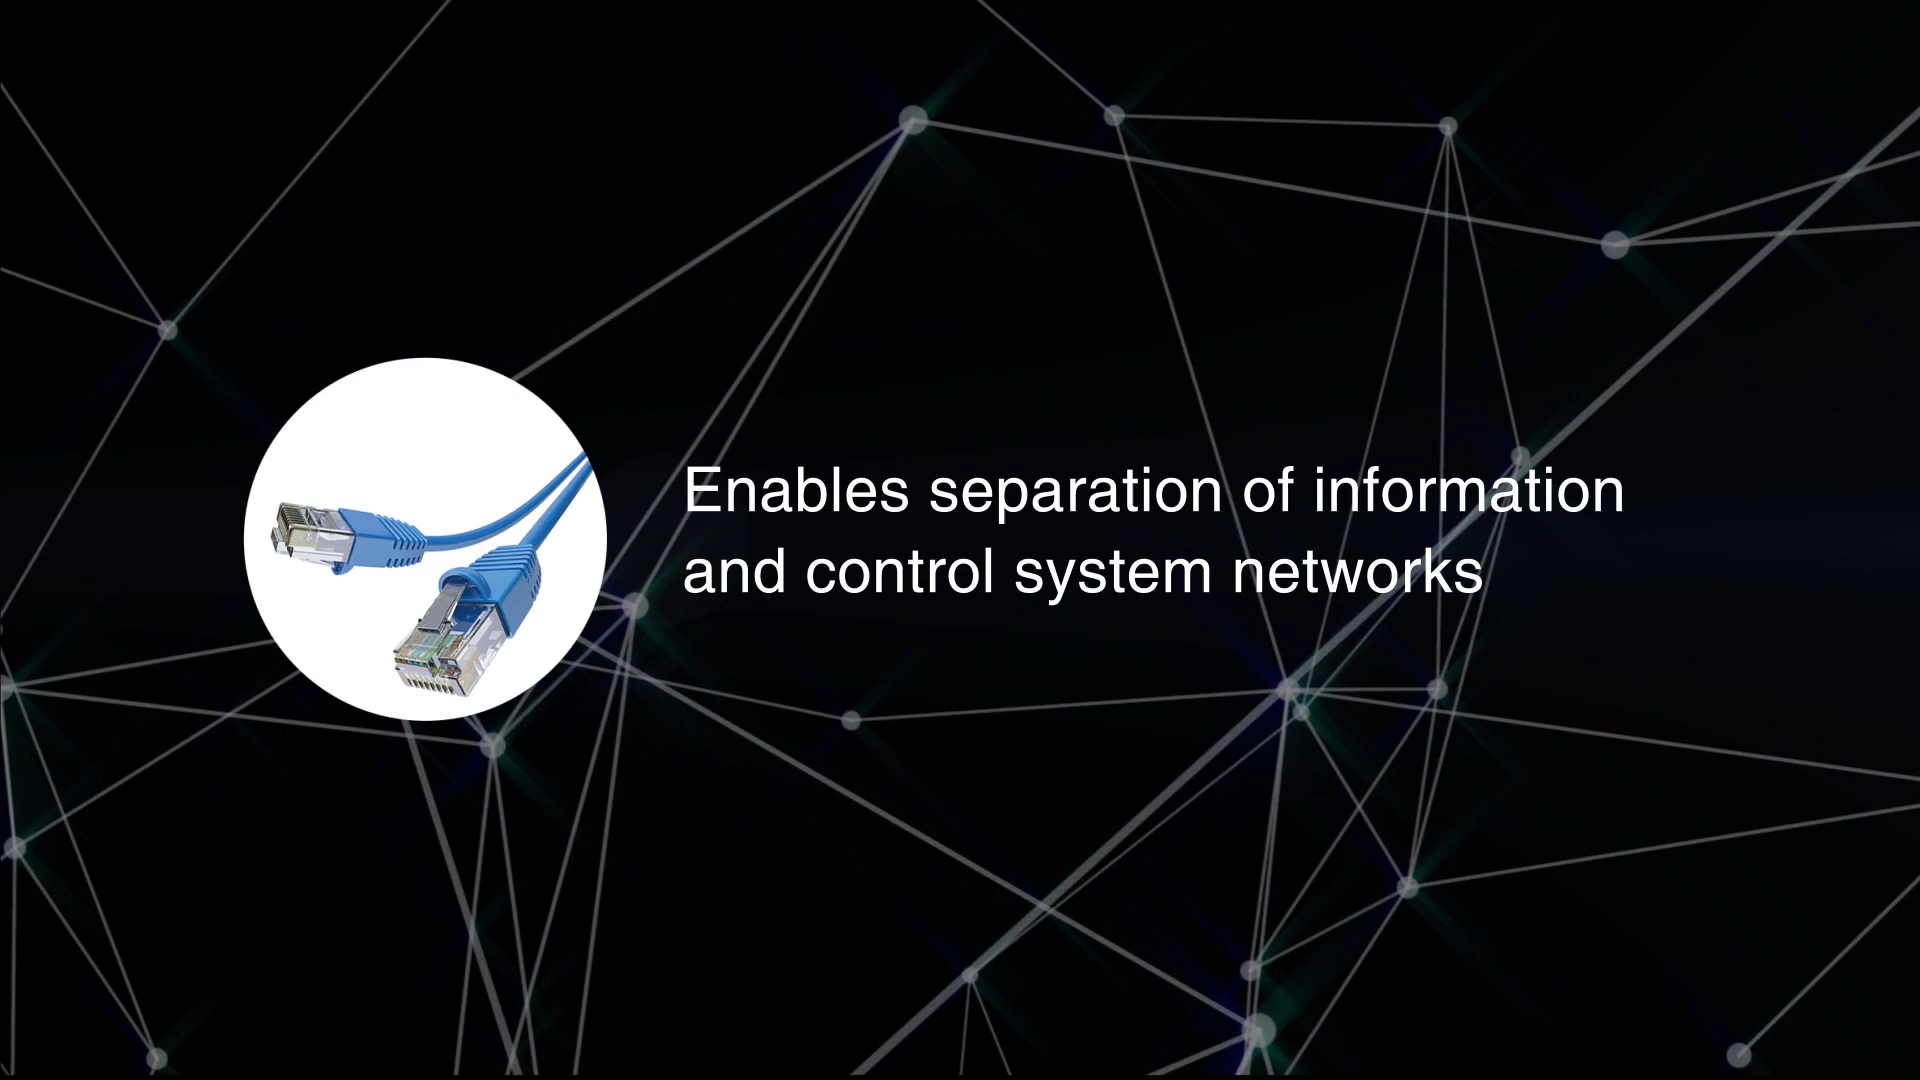 Enables separation of information
and control system networks